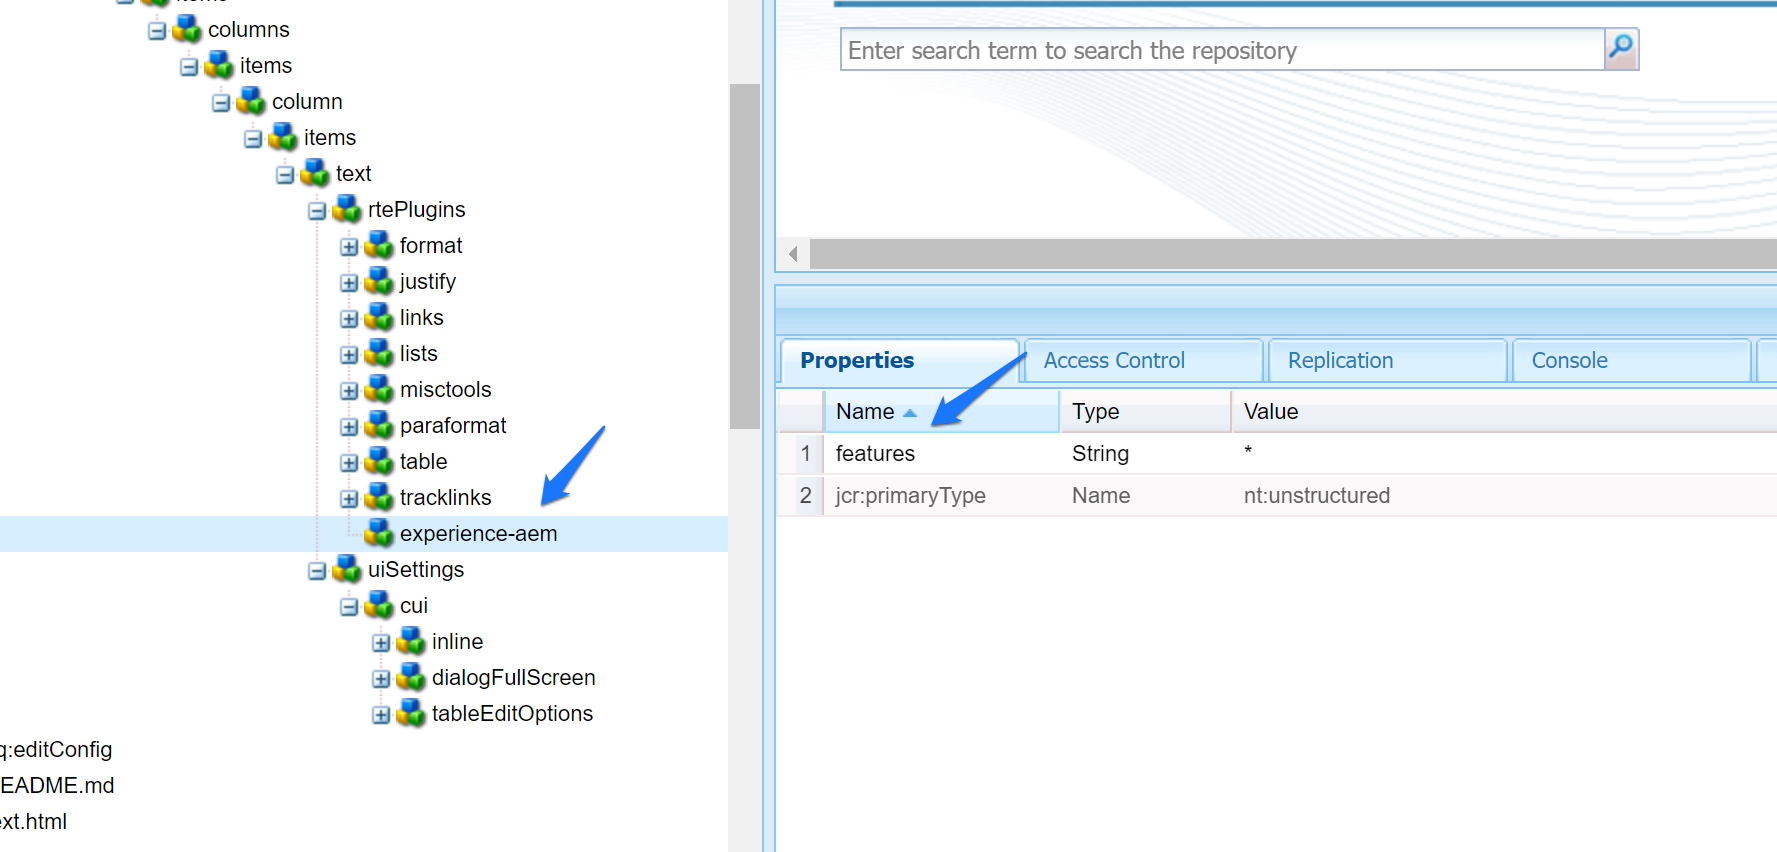 items
columns
items
column
items
text
rtePlugins
format
justify
links
lists
misctools
paraformat
table
tracklinks
experience-aem
uiSettings
cui
inline
dialogFullScreen
tableEditOptions
q:editConfig
EADME.md
ext.html
Enter search term to search the repository
Properties Access Control Replication Console
Name Type Value
1 features String *
2 jcr:primaryType Name nt:unstructured